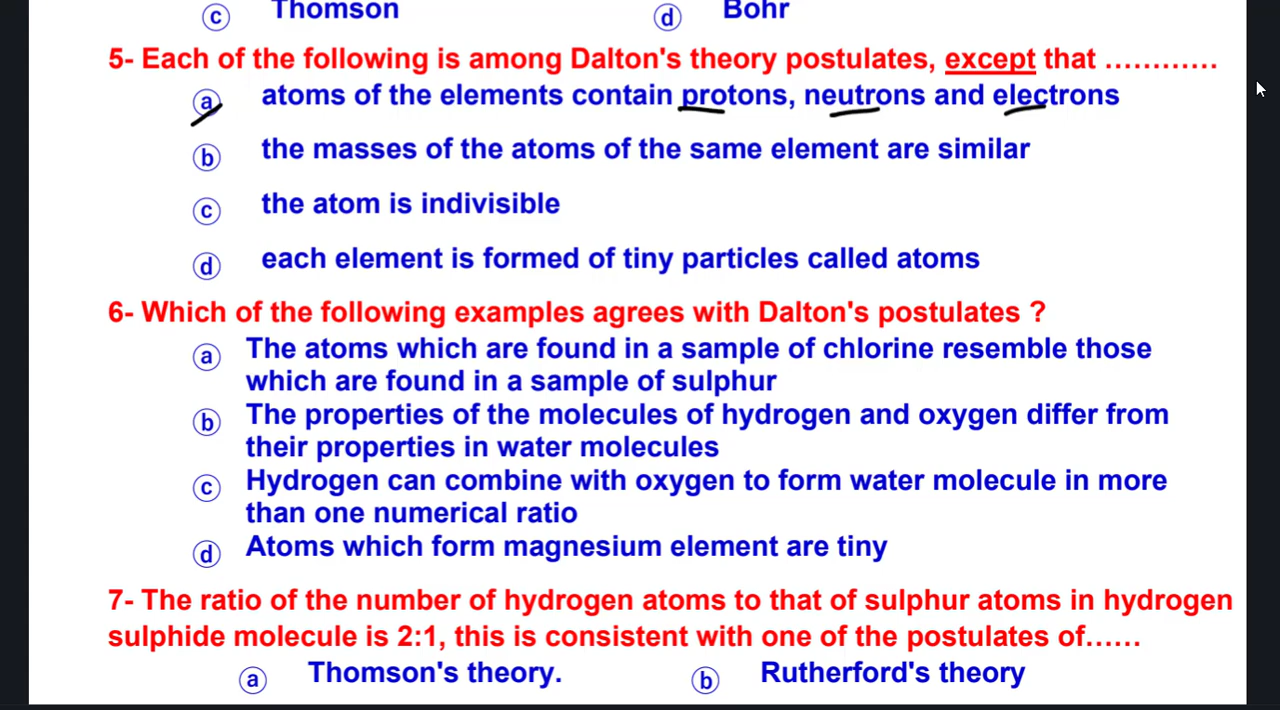 c Thomson d Bohr
5- Each of the following is among Dalton's theory postulates, except that ............
a atoms of the elements contain protons, neutrons and electrons
b the masses of the atoms of the same element are similar
c the atom is indivisible
d each element is formed of tiny particles called atoms
6- Which of the following examples agrees with Dalton's postulates ?
a The atoms which are found in a sample of chlorine resemble those
which are found in a sample of sulphur
b The properties of the molecules of hydrogen and oxygen differ from
their properties in water molecules
c Hydrogen can combine with oxygen to form water molecule in more
than one numerical ratio
d Atoms which form magnesium element are tiny
7- The ratio of the number of hydrogen atoms to that of sulphur atoms in hydrogen
sulphide molecule is 2:1, this is consistent with one of the postulates of......
a Thomson's theory. b Rutherford's theory